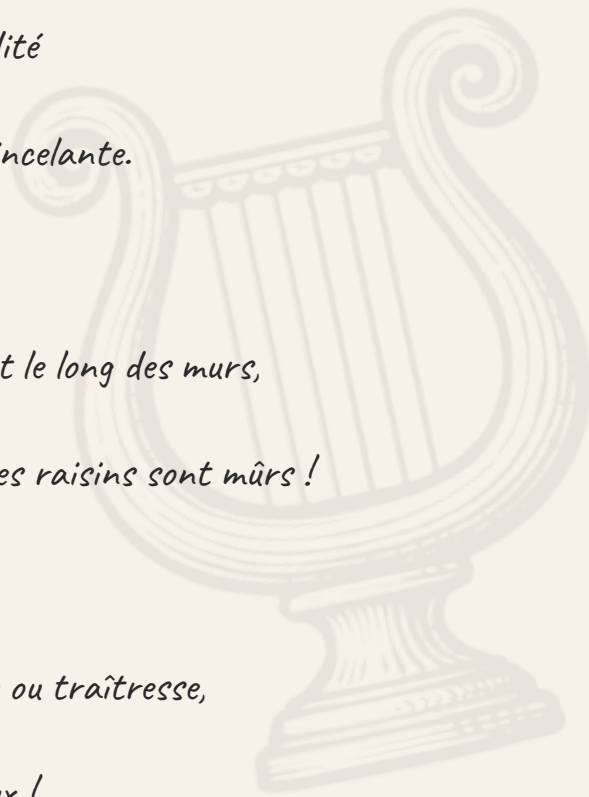 lité
incelante.
t le long des murs,
es raisins sont mûrs !
ou traîtresse,
x !